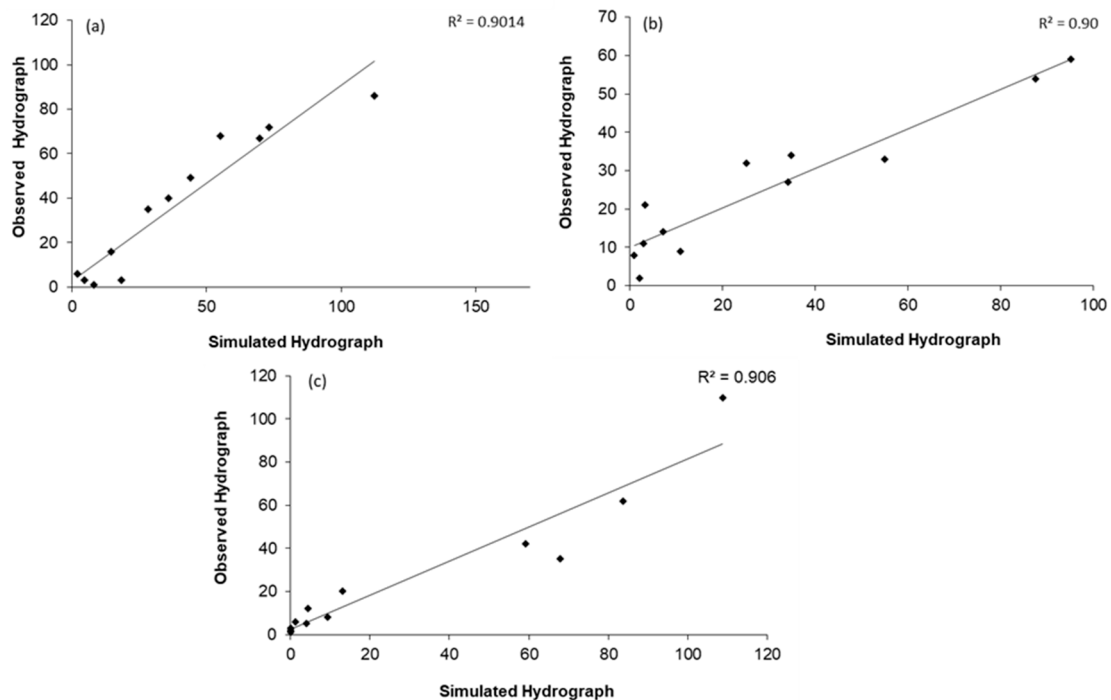 (a)
R² = 0.9014
120
100
80
60
40
20
0
Observed Hydrograph
0 50 100 150
Simulated Hydrograph
(b)
R² = 0.90
70
60
50
40
30
20
10
0
Observed Hydrograph
0 20 40 60 80 100
Simulated Hydrograph
(c)
R² = 0.906
120
100
80
60
40
20
0
Observed Hydrograph
0 20 40 60 80 100 120
Simulated Hydrograph